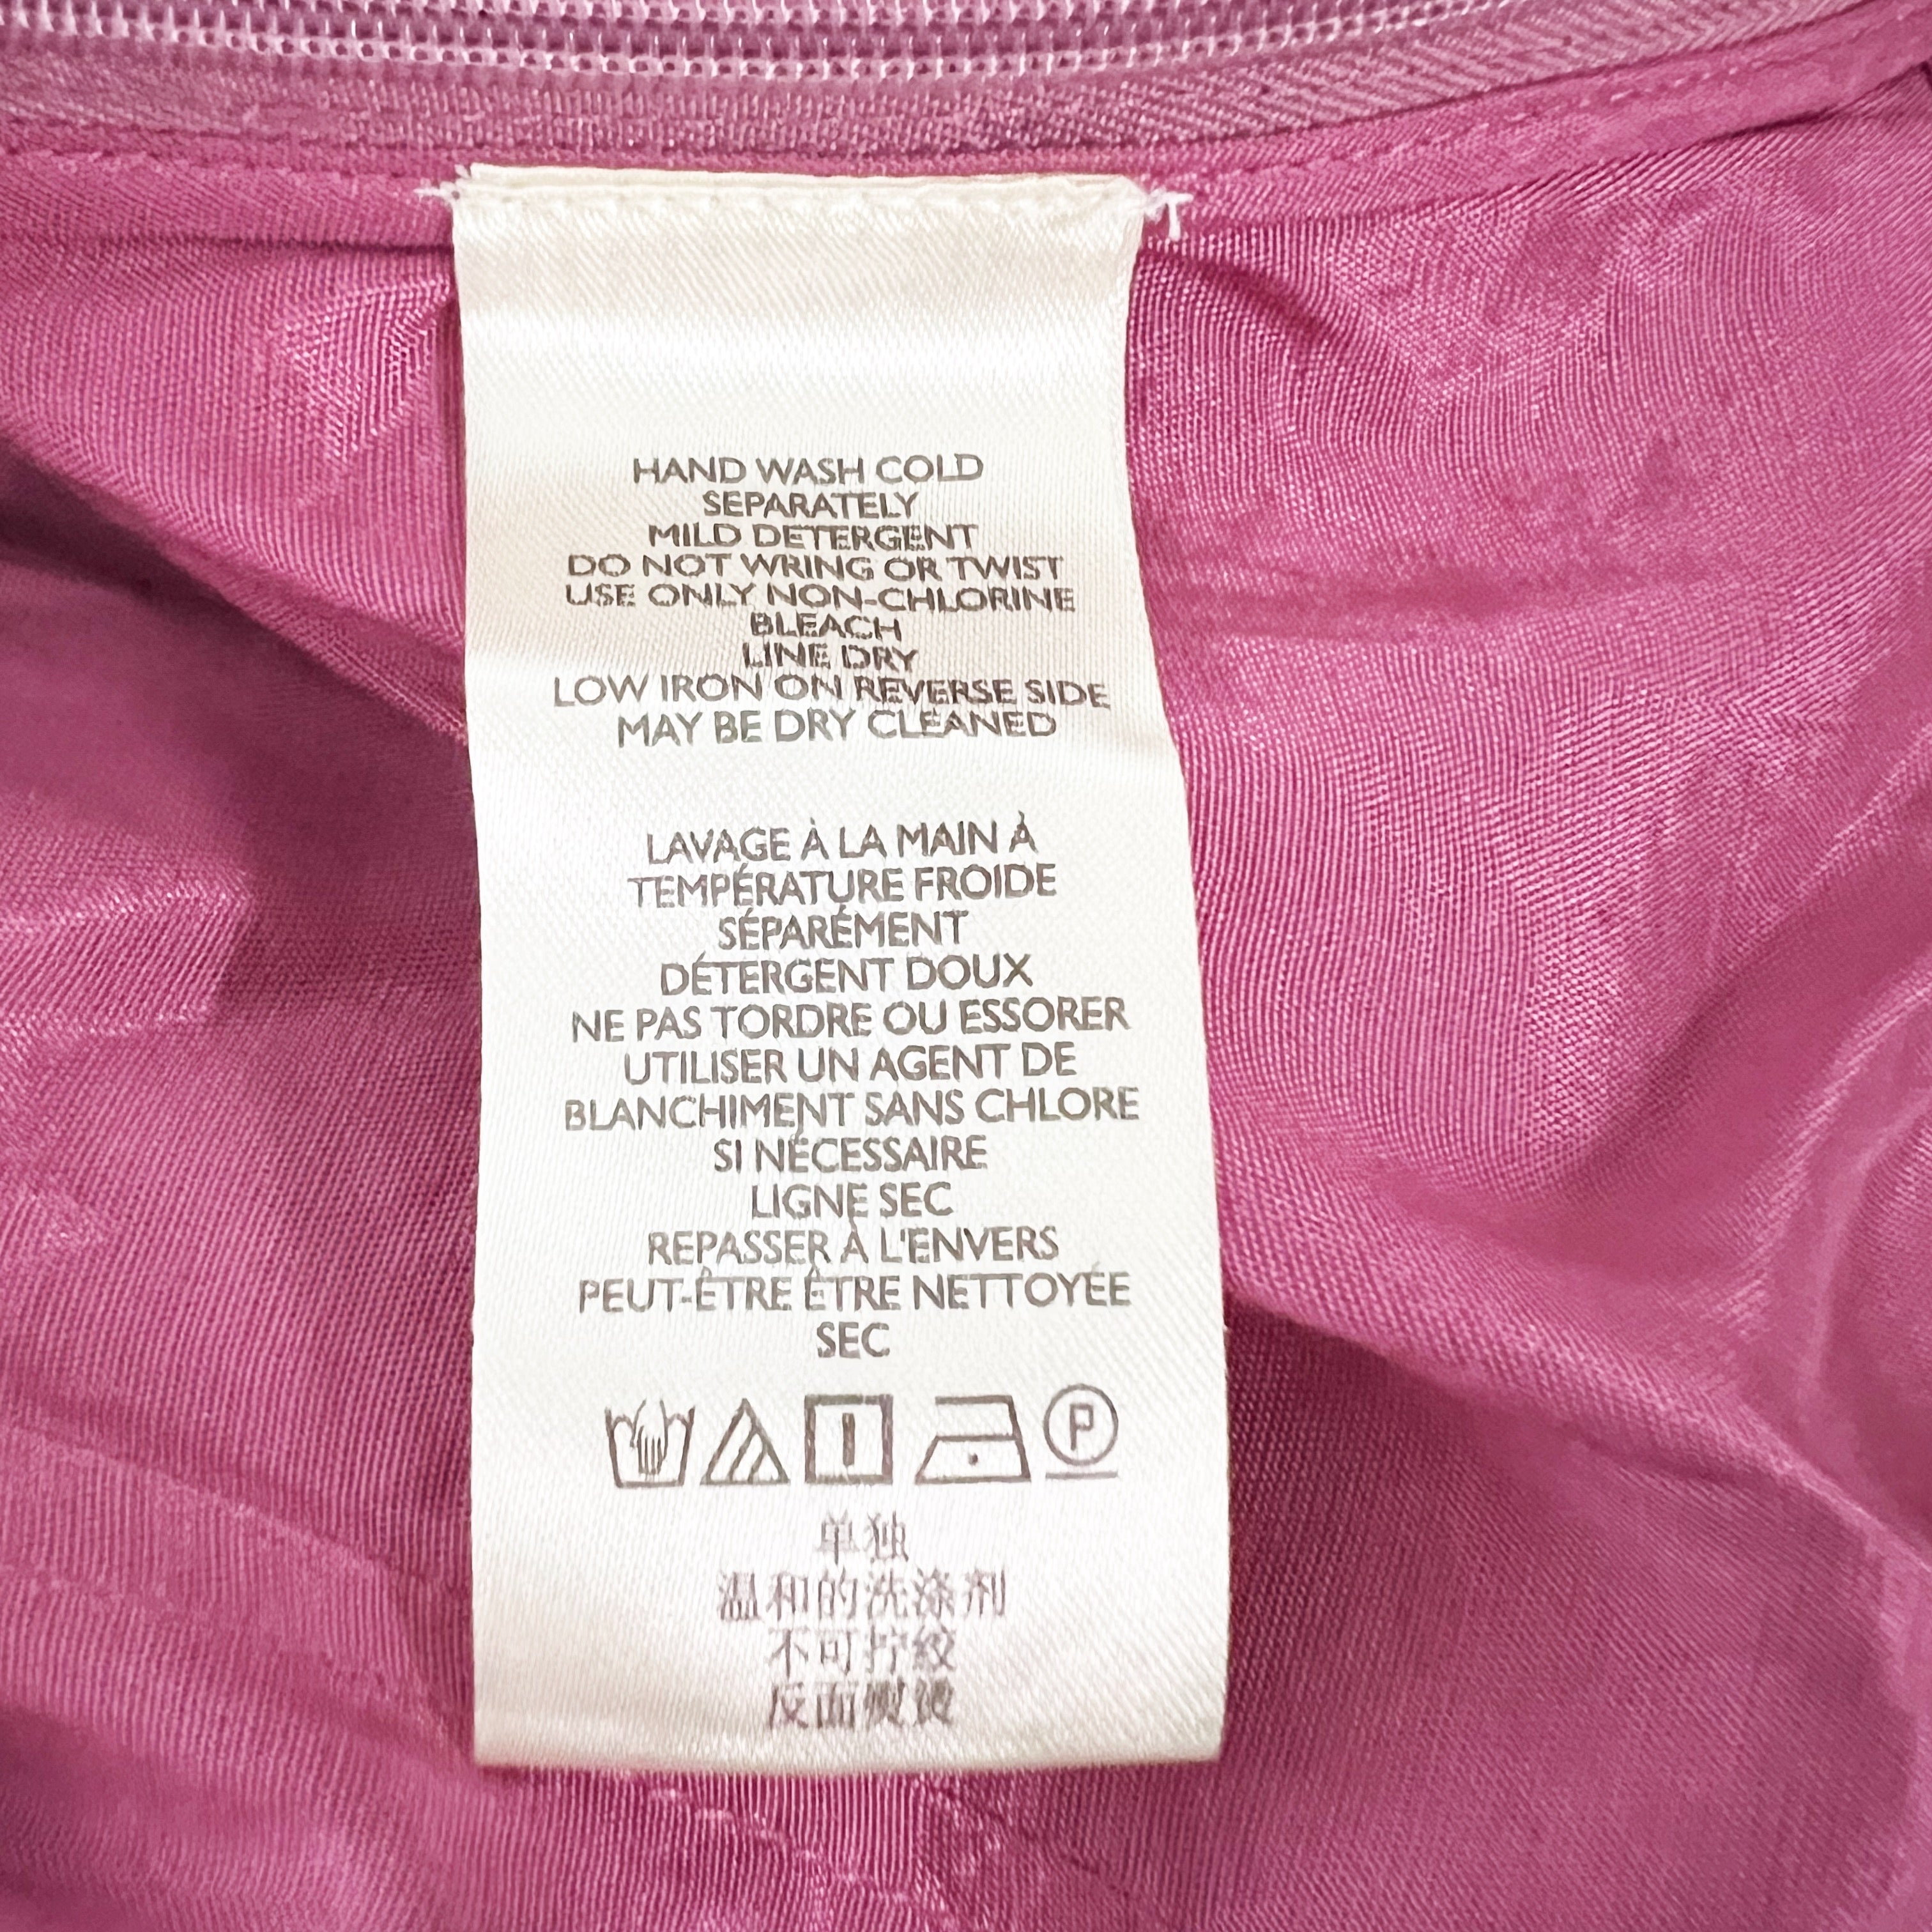 HAND WASH COLD
SEPARATELY
MILD DETERGENT
DO NOT WRING OR TWIST
USE ONLY NON-CHLORINE
BLEACH
LINE DRY
LOW IRON ON REVERSE SIDE
MAY BE DRY CLEANED
LAVAGE À LA MAIN À
TEMPÉRATURE FROIDE
SÉPARÉMENT
DÉTERGENT DOUX
NE PAS TORDRE OU ESSORER
UTILISER UN AGENT DE
BLANCHIMENT SANS CHLORE
SI NÉCESSAIRE
LIGNE SEC
REPASSER À L'ENVERS
PEUT-ÊTRE ÊTRE NETTOYÉE
SEC
P
单独
温和的洗涤剂
不可拧绞
反面熨烫